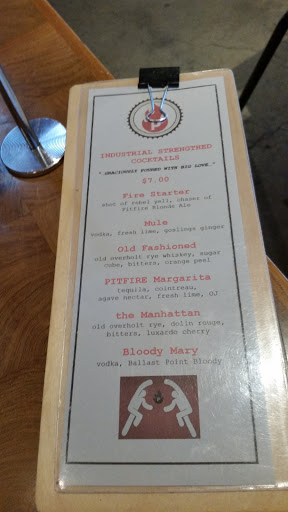 INDUSTRIAL STRENGTHED
COCKTAILS
"GRACIOUSLY POURED WITH BIG LOVE."
$7.00
Fire Starter
shot of rebel yell, chaser of
Pitfire Blonde Ale
Mule
vodka, fresh lime, goslings ginger
Old Fashioned
old overholt rye whiskey, sugar
cube, bitters, orange peel
PITFIRE Margarita
tequila, cointreau,
agave nectar, fresh lime, OJ
the Manhattan
old overholt rye, dolin rouge,
bitters, luxardo cherry
Bloody Mary
vodka, Ballast Point Bloody